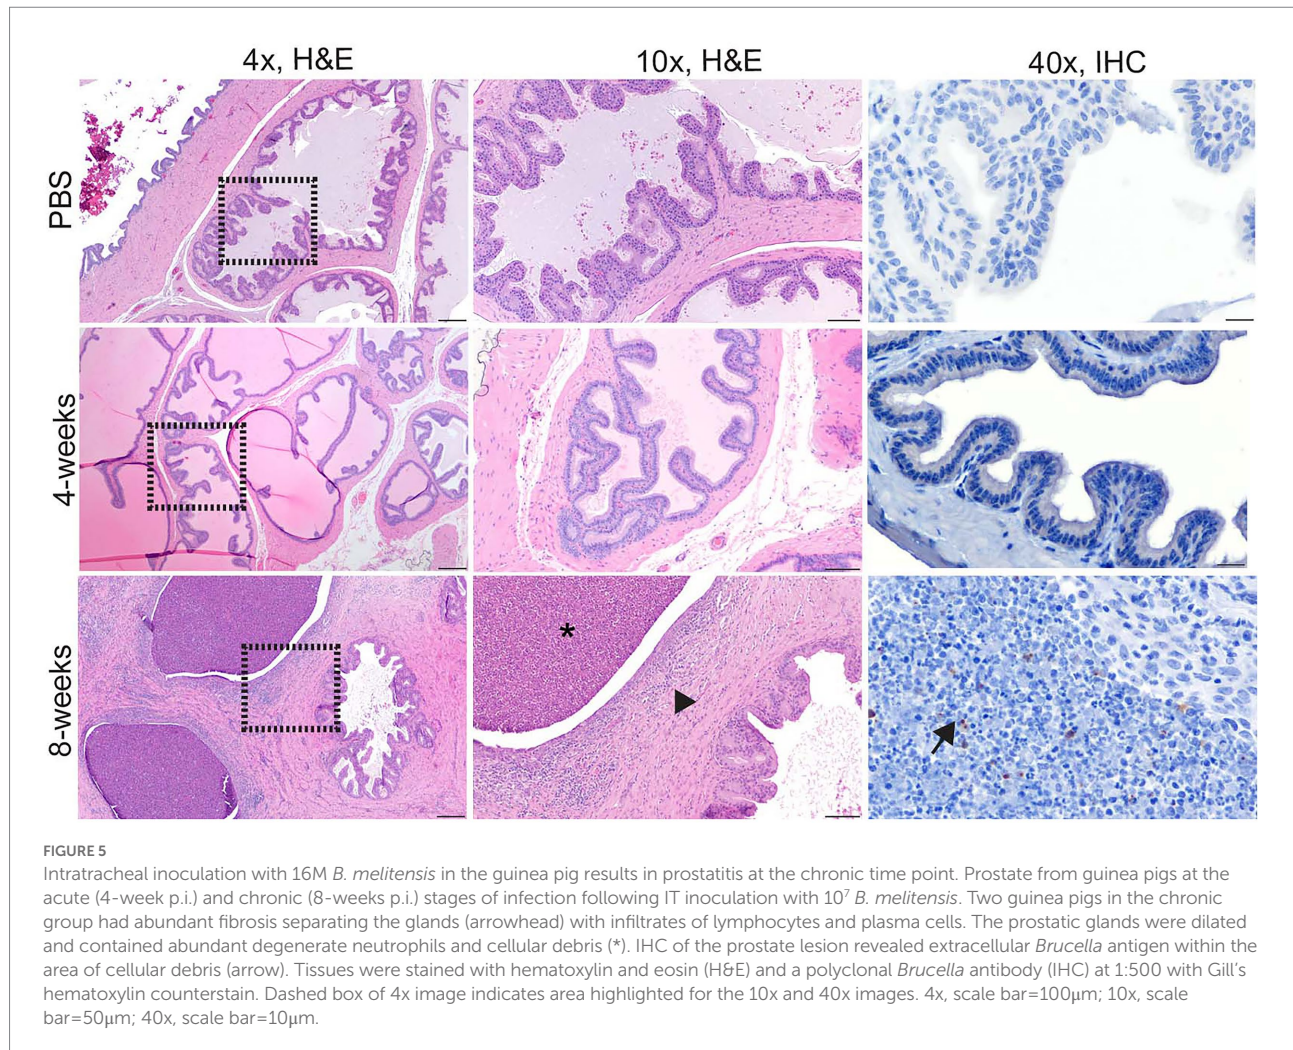 4x, H&E
10x, H&E
40x, IHC
PBS
4-weeks
8-weeks
*
FIGURE 5
Intratracheal inoculation with 16M B. melitensis in the guinea pig results in prostatitis at the chronic time point. Prostate from guinea pigs at the
acute (4-week p.i.) and chronic (8-weeks p.i.) stages of infection following IT inoculation with 10⁷ B. melitensis. Two guinea pigs in the chronic
group had abundant fibrosis separating the glands (arrowhead) with infiltrates of lymphocytes and plasma cells. The prostatic glands were dilated
and contained abundant degenerate neutrophils and cellular debris (*). IHC of the prostate lesion revealed extracellular Brucella antigen within the
area of cellular debris (arrow). Tissues were stained with hematoxylin and eosin (H&E) and a polyclonal Brucella antibody (IHC) at 1:500 with Gill's
hematoxylin counterstain. Dashed box of 4x image indicates area highlighted for the 10x and 40x images. 4x, scale bar=100μm; 10x, scale
bar=50μm; 40x, scale bar=10μm.